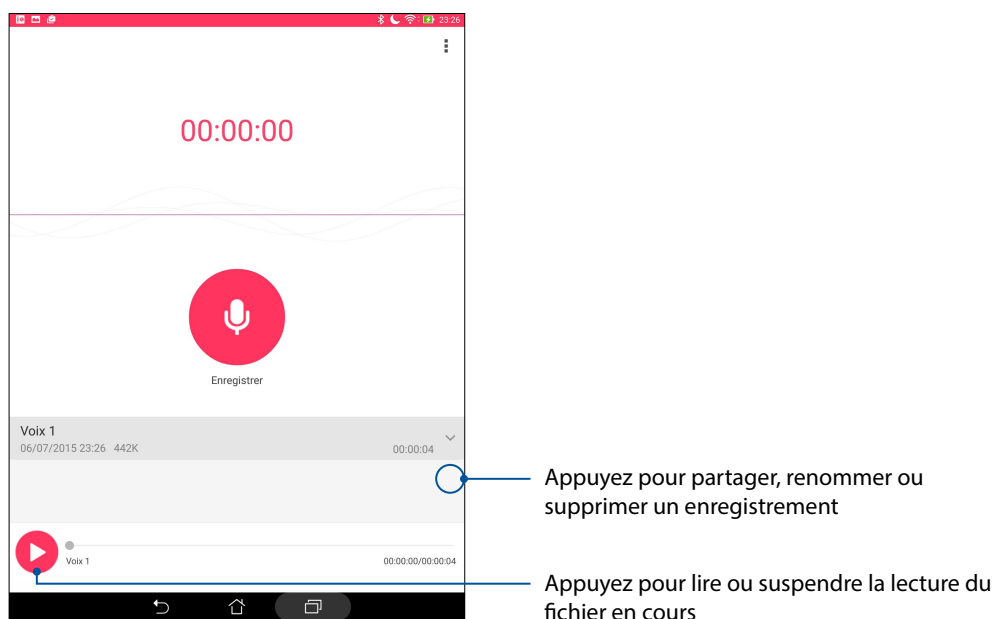 23:26
00:00:00
Enregistrer
Voix 1
06/07/2015 23:26 442K
00:00:04
Appuyez pour partager, renommer ou
supprimer un enregistrement
Voix 1
00:00:00/00:00:04
Appuyez pour lire ou suspendre la lecture du
fichier en cours